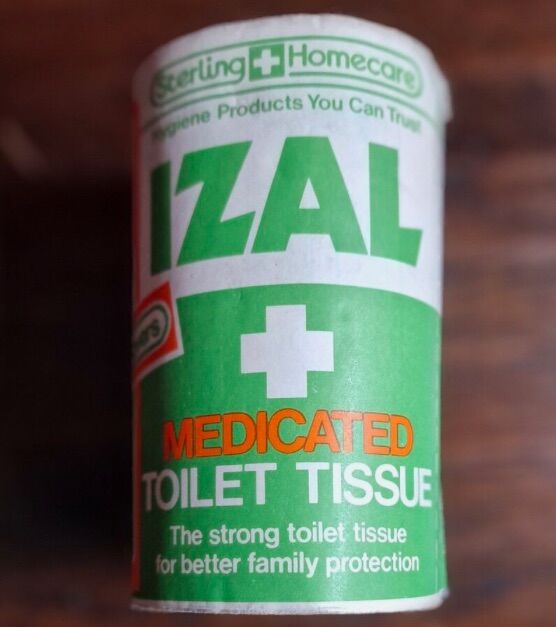 Sterling Homecare
Hygiene Products You Can Trust
IZAL
MEDICATED
TOILET TISSUE
The strong toilet tissue
for better family protection